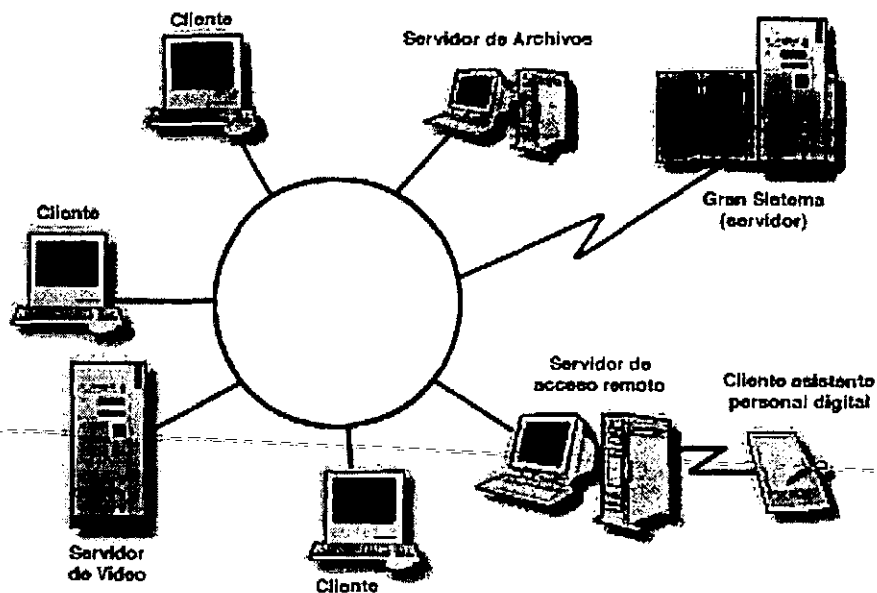 Cliente
Servidor de Archivos
Gran Sistema
(servidor)
Cliente
Servidor de
acceso remoto
Cliente asistente
personal digital
Servidor
de Video
Cliente